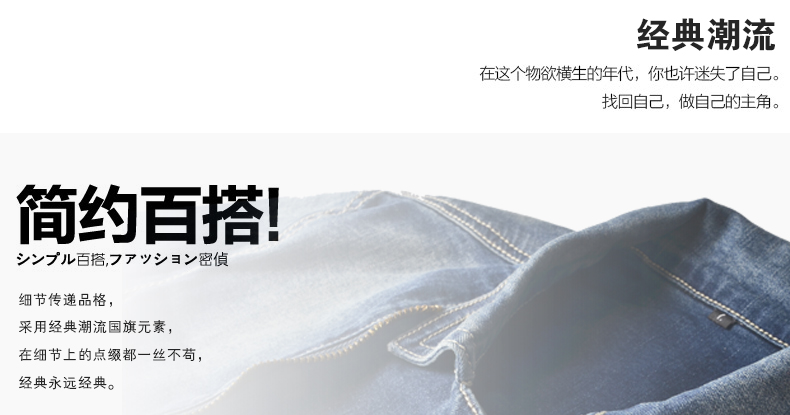 经典潮流
在这个物欲横生的年代，你也许迷失了自己。
找回自己，做自己的主角。
简约百搭!
シンプル百搭,ファッション密偵
细节传递品格，
采用经典潮流国旗元素，
在细节上的点缀都一丝不苟，
经典永远经典。